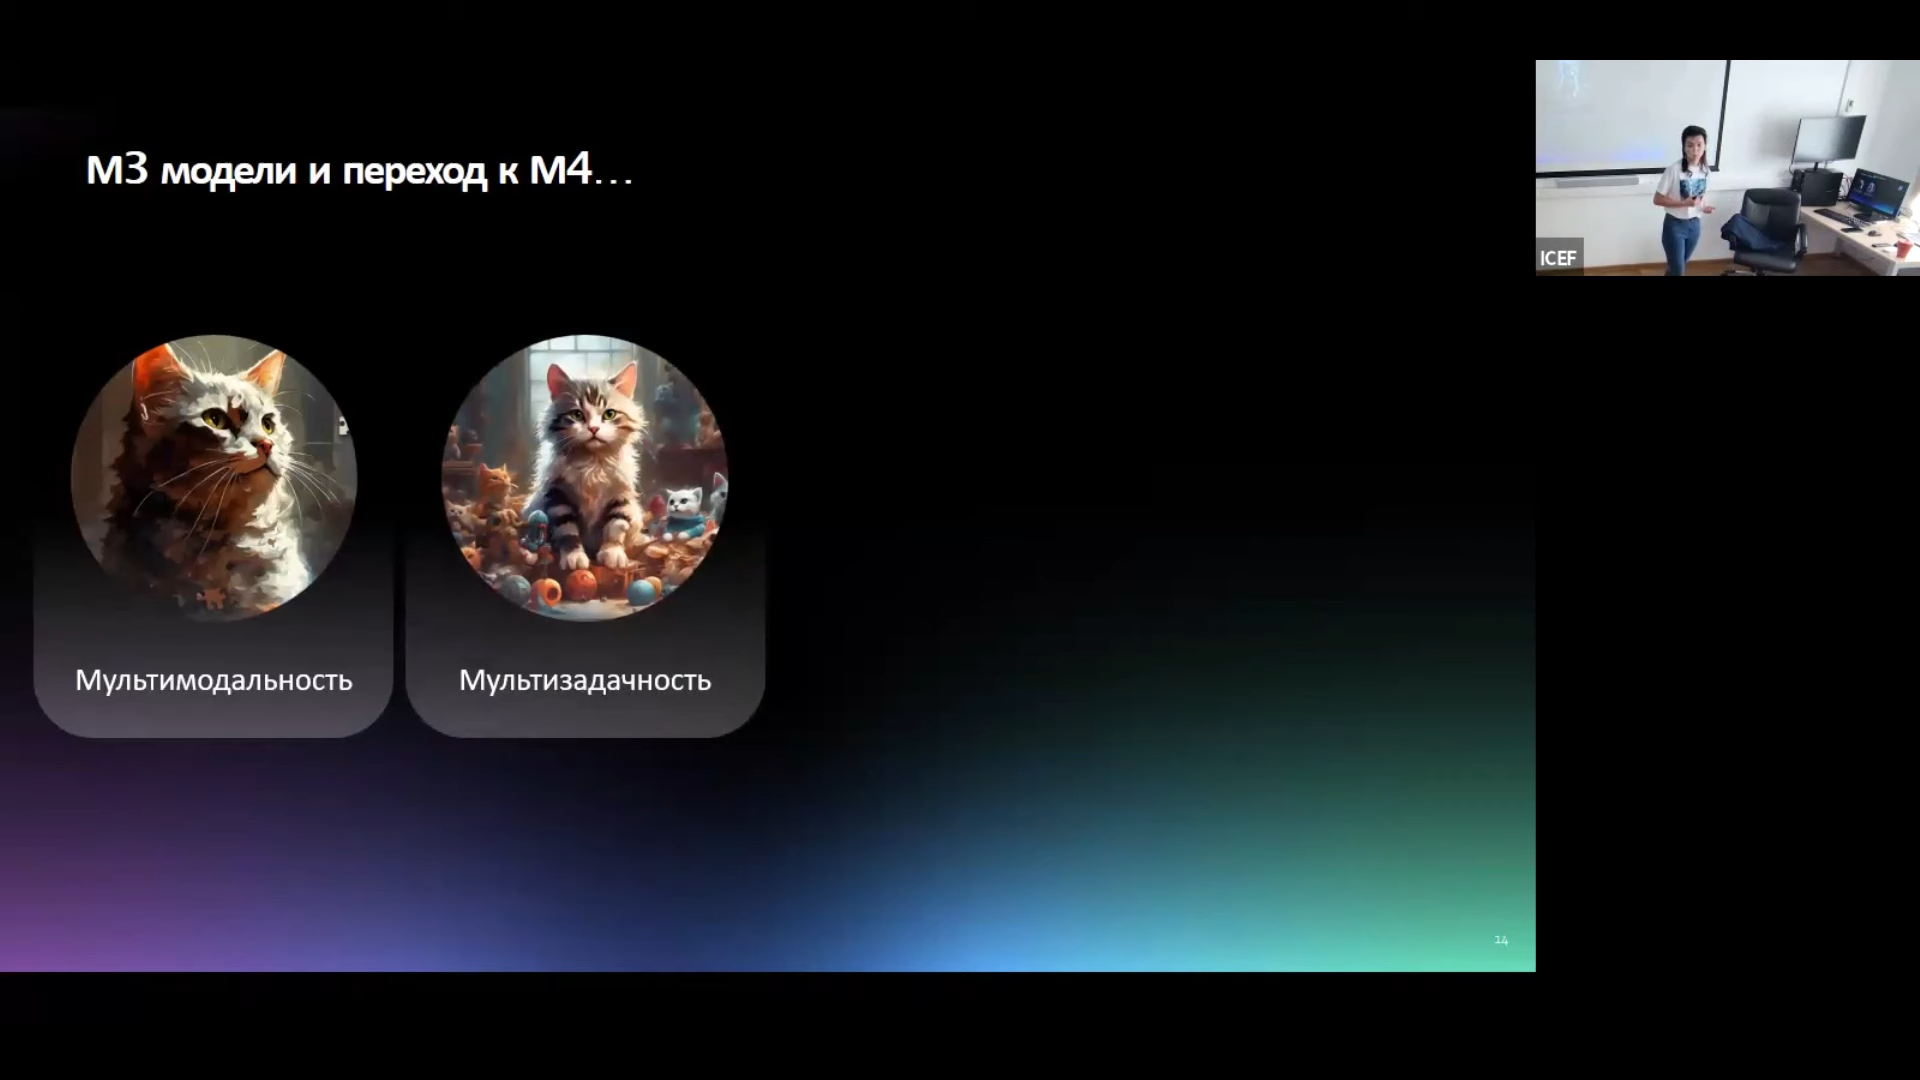 М3 модели и переход к М4...
ICEF
Мультимодальность
Мультизадачность
14